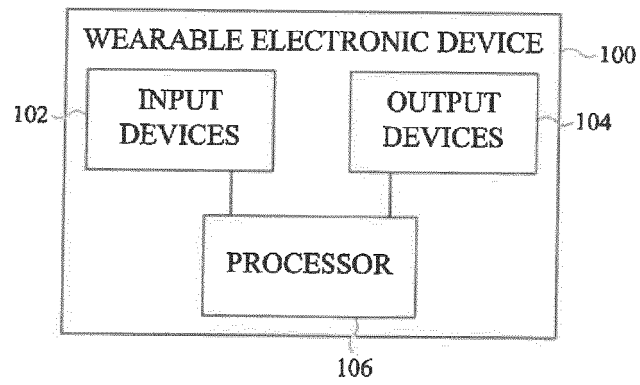 WEARABLE ELECTRONIC DEVICE
100
102
INPUT
DEVICES
OUTPUT
DEVICES
104
PROCESSOR
106